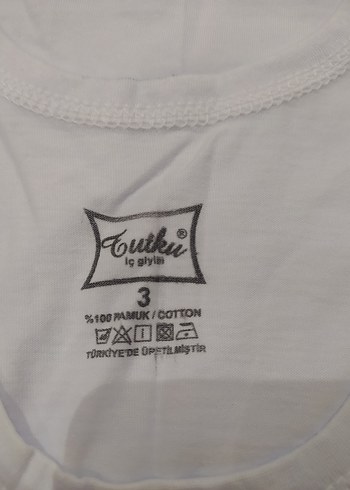 Tutku®
iç giyim
3
%100 PAMUK / COTTON
TÜRKİYE'DE ÜRETİLMİŞTİR